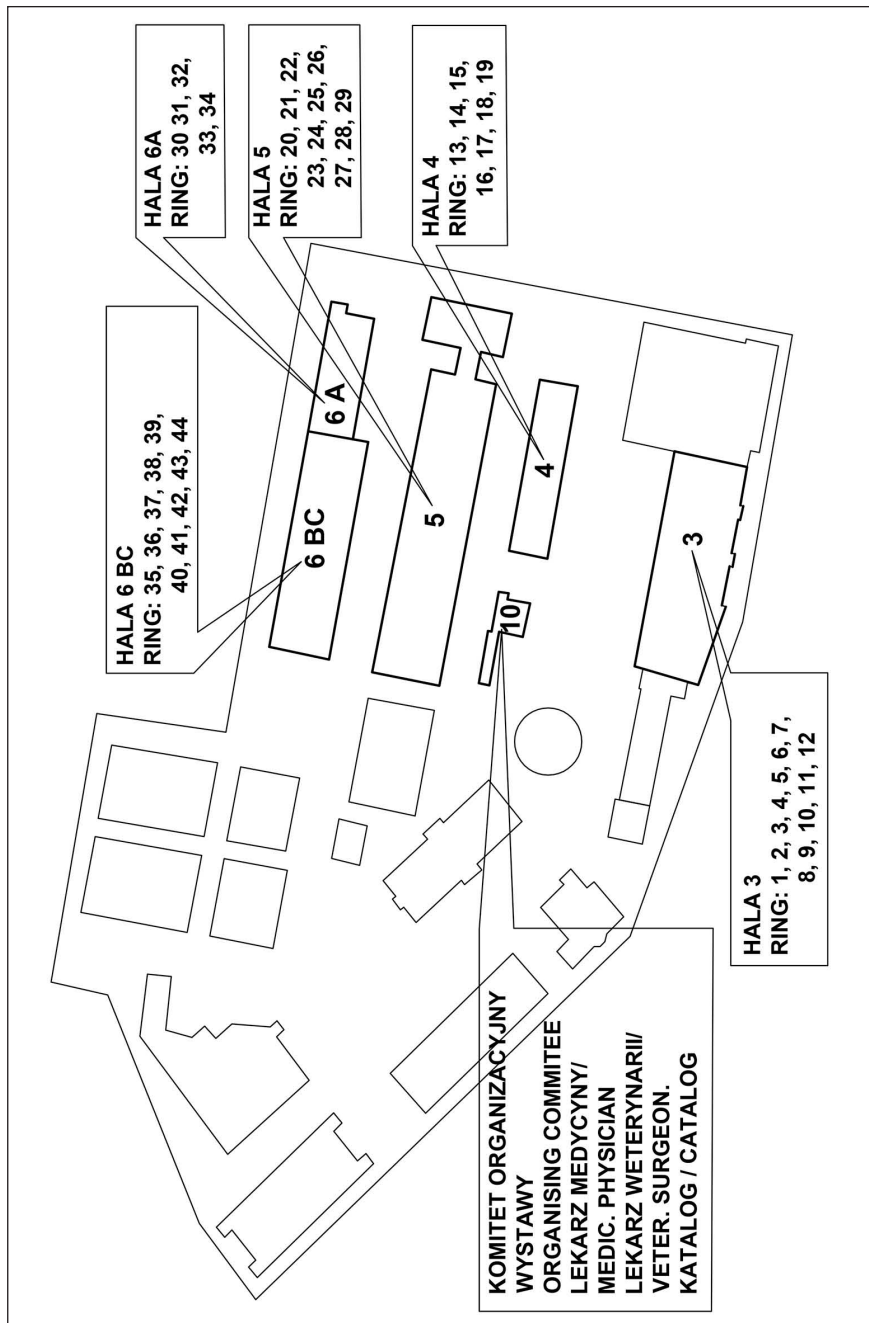 HALA 6 BC
RING: 35, 36, 37, 38, 39,
40, 41, 42, 43, 44
HALA 6A
RING: 30 31, 32,
33, 34
HALA 5
RING: 20, 21, 22,
23, 24, 25, 26,
27, 28, 29
HALA 4
RING: 13, 14, 15,
16, 17, 18, 19
6 BC
6 A
5
4
10
3
KOMITET ORGANIZACYJNY
WYSTAWY
ORGANISING COMMITEE
LEKARZ MEDYCYNY/
MEDIC. PHYSICIAN
LEKARZ WETERYNARII/
VETER. SURGEON.
KATALOG / CATALOG
HALA 3
RING: 1, 2, 3, 4, 5, 6, 7,
8, 9, 10, 11, 12